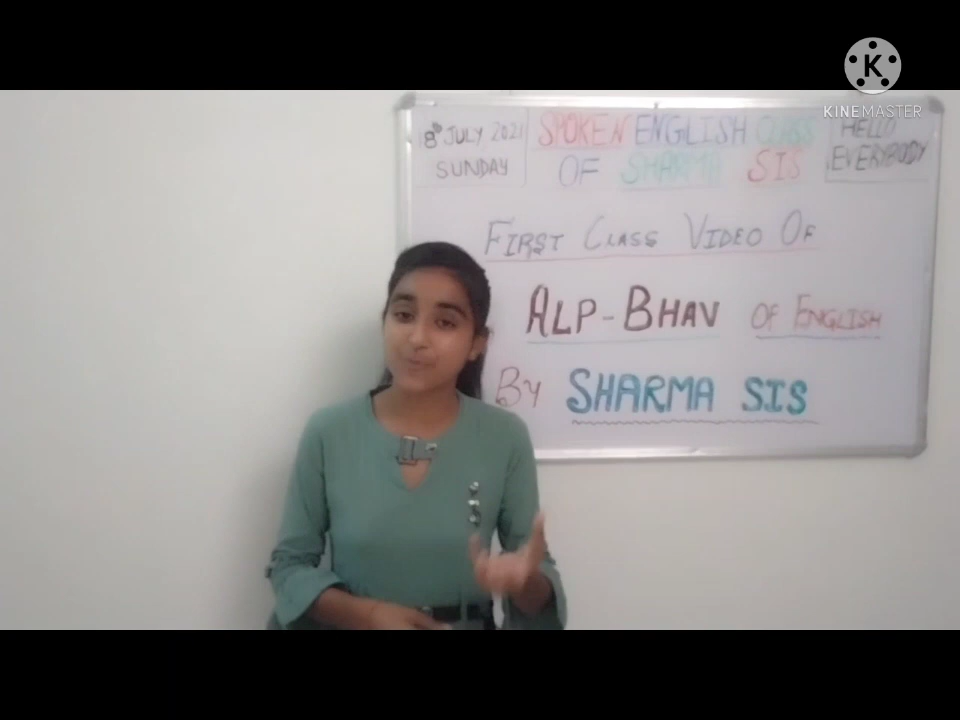 8th JULY 2021
SUNDAY
SPOKEN ENGLISH CLASS
OF SHARMA SIS
HELLO
EVERYBODY
FIRST CLASS VIDEO OF
ALP-BHAV OF ENGLISH
BY SHARMA SIS
K
KINEMASTER